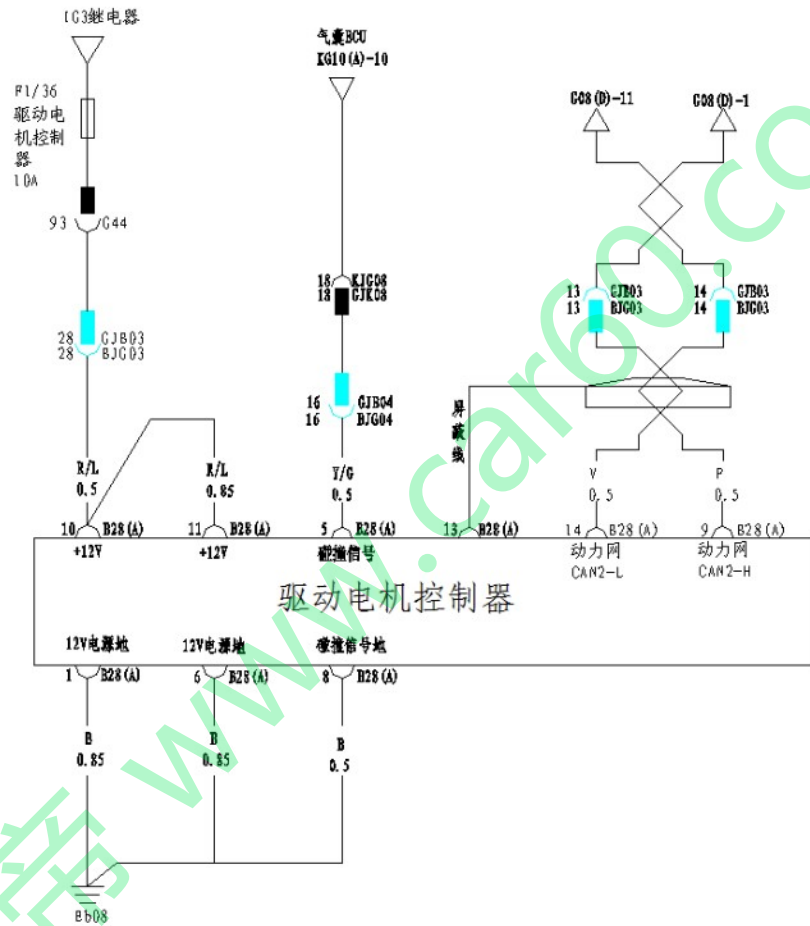 IG3继电器
气囊ECU
KG10(A)-10
G08(D)-11
G08(D)-1
F1/36
驱动电
机控制
器
10A
93 G44
18 KJG08
18 GJK08
13 GJB03
13 BJG03
14 GJB03
14 BJG03
28 GJB03
28 BJG03
16 GJB04
16 BJG04
屏蔽线
R/L
0.5
R/L
0.85
Y/G
0.5
V
0.5
P
0.5
10 B28(A)
+12V
11 B28(A)
+12V
5 B28(A)
碰撞信号
13 B28(A)
14 B28(A)
动力网
CAN2-L
9 B28(A)
动力网
CAN2-H
驱动电机控制器
12V电源地
12V电源地
碰撞信号地
1 B28(A)
6 B28(A)
8 B28(A)
B
0.85
B
0.85
B
0.5
Eb08
帝 www.car60.co